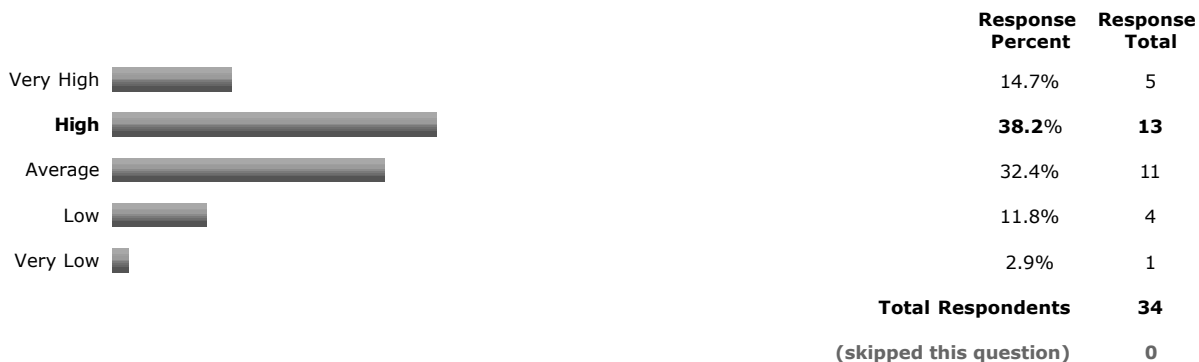 Response Response
Percent Total
Very High 14.7% 5
High 38.2% 13
Average 32.4% 11
Low 11.8% 4
Very Low 2.9% 1
Total Respondents 34
(skipped this question) 0